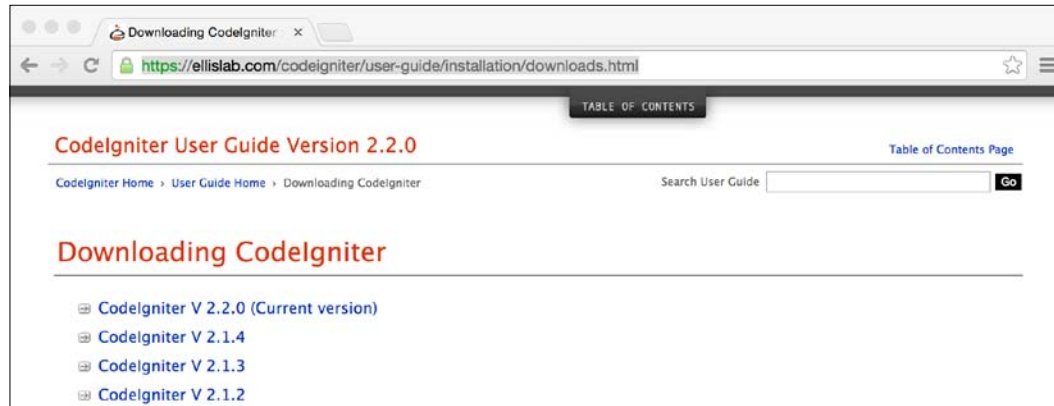 Downloading CodeIgniter
https://ellislab.com/codeigniter/user-guide/installation/downloads.html
TABLE OF CONTENTS
CodeIgniter User Guide Version 2.2.0
Table of Contents Page
CodeIgniter Home › User Guide Home › Downloading CodeIgniter
Search User Guide
Go
Downloading CodeIgniter
CodeIgniter V 2.2.0 (Current version)
CodeIgniter V 2.1.4
CodeIgniter V 2.1.3
CodeIgniter V 2.1.2